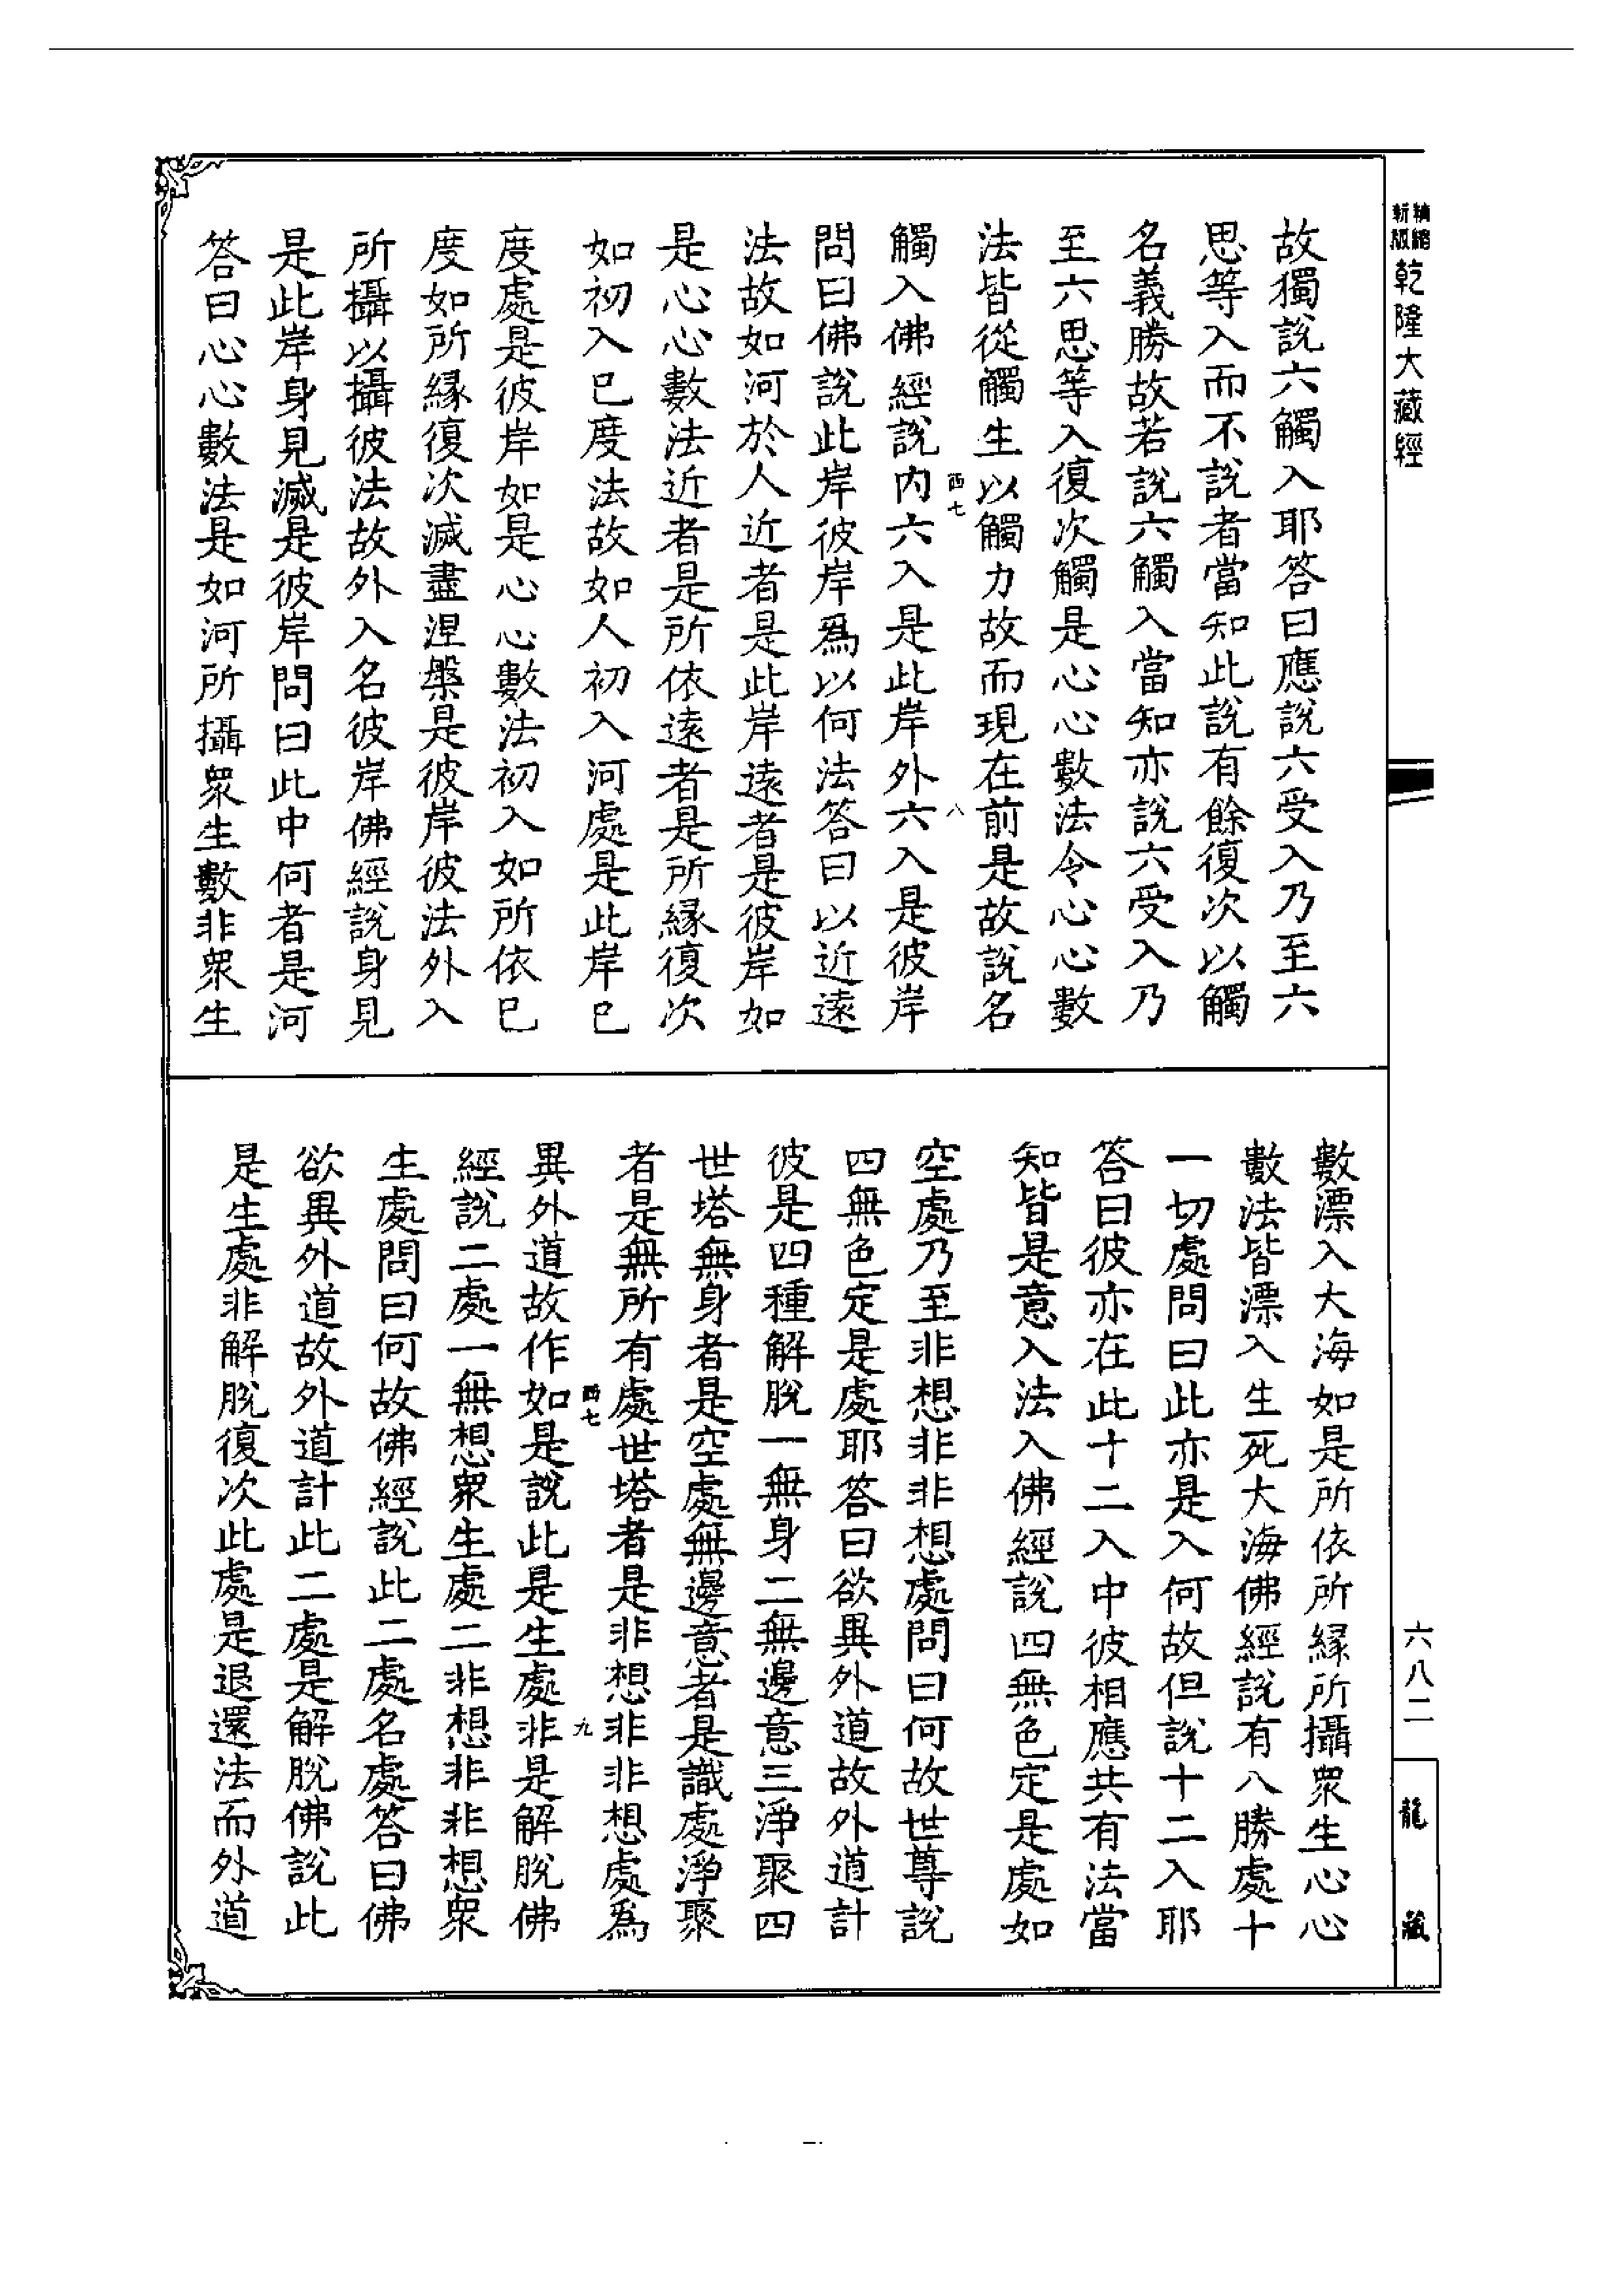 新版
精縮
乾隆大藏經
故獨說六觸入耶答曰應說六受入乃至六
思等入而不說者當知此說有餘復次以觸
名義勝故若說六觸入當知亦說六受入乃
至六思等入復次觸是心心數法令心心數
法皆從觸生以觸力故而現在前是故說名
西七
八
觸入佛經說內六入是此岸外六入是彼岸
問曰佛說此岸彼岸爲以何法答曰以近遠
法故如河於人近者是此岸遠者是彼岸如
是心心數法近者是所依遠者是所緣復次
如初入已度法故如人初入河處是此岸已
度處是彼岸如是心心數法初入如所依已
度如所緣復次滅盡涅槃是彼岸彼法外入
所攝以攝彼法故外入名彼岸佛經說身見
是此岸身見滅是彼岸問曰此中何者是河
答曰心心數法是如河所攝衆生數非衆生
數漂入大海如是所依所緣所攝衆生心心
數法皆漂入生死大海佛經說有八勝處十
一切處問曰此亦是入何故但說十二入耶
答曰彼亦在此十二入中彼相應共有法當
知皆是意入法入佛經說四無色定是處如
空處乃至非想非非想處問曰何故世尊說
四無色定是處耶答曰欲異外道故外道計
彼是四種解脫一無身二無邊意三淨聚四
世塔無身者是空處無邊意者是識處淨聚
者是無所有處世塔者是非想非非想處爲
西七
九
異外道故作如是說此是生處非是解脫佛
經說二處一無想衆生處二非想非非想衆
生處問曰何故佛經說此二處名處答曰佛
欲異外道故外道計此二處是解脫佛說此
是生處非解脫復次此處是退還法而外道
六八二
龍藏